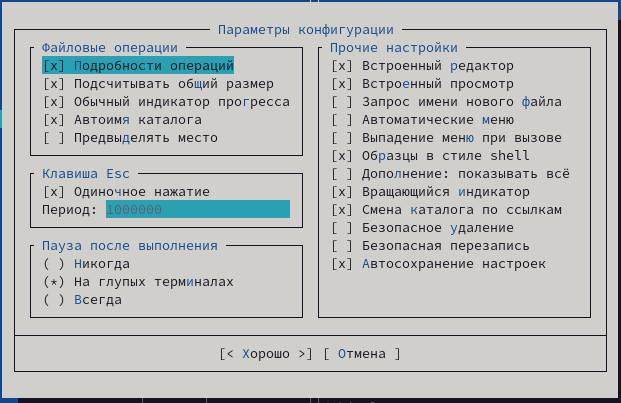 Параметры конфигурации
Файловые операции
[x] Подробности операций
[x] Подсчитывать общий размер
[x] Обычный индикатор прогресса
[x] Автоимя каталога
[ ] Предвыделять место
Клавиша Esc
[x] Одиночное нажатие
Период: 1000000
Пауза после выполнения
( ) Никогда
(*) На глупых терминалах
( ) Всегда
Прочие настройки
[x] Встроенный редактор
[x] Встроенный просмотр
[ ] Запрос имени нового файла
[ ] Автоматические меню
[ ] Выпадение меню при вызове
[x] Образцы в стиле shell
[ ] Дополнение: показывать всё
[x] Вращающийся индикатор
[x] Смена каталога по ссылкам
[ ] Безопасное удаление
[ ] Безопасная перезапись
[x] Автосохранение настроек
[< Хорошо >] [ Отмена ]